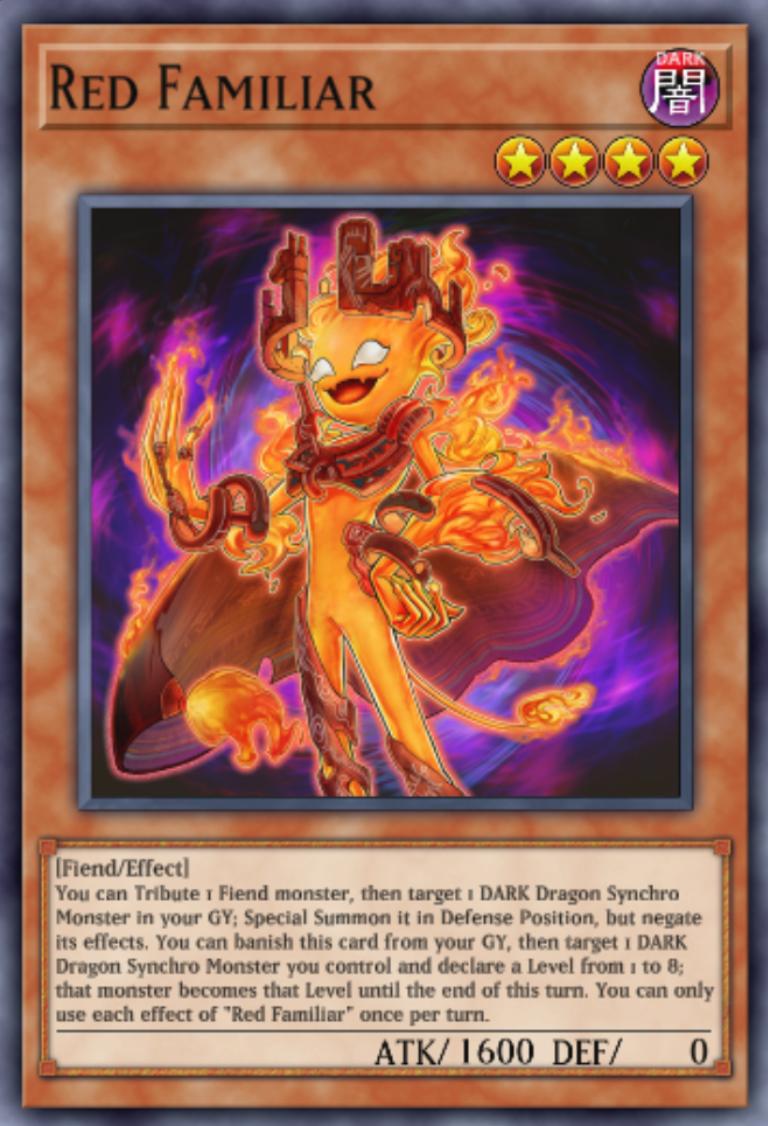 RED FAMILIAR
DARK
闇
[Fiend/Effect]
You can Tribute 1 Fiend monster, then target 1 DARK Dragon Synchro
Monster in your GY; Special Summon it in Defense Position, but negate
its effects. You can banish this card from your GY, then target 1 DARK
Dragon Synchro Monster you control and declare a Level from 1 to 8;
that monster becomes that Level until the end of this turn. You can only
use each effect of "Red Familiar" once per turn.
ATK/ 1600 DEF/ 0